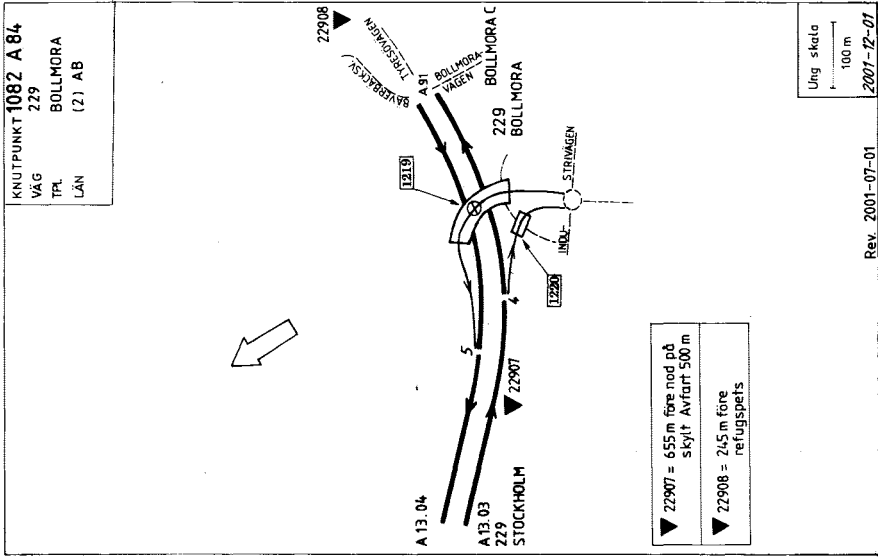 KNUTPUNKT 1082 A 84
VÄG 229
TPL. BOLLMORA
LÄN (2) AB
22908
TYRESÖVÄGEN
BÄVERBÄCKSV.
A 91
BOLLMORA-
VÄGEN
BOLLMORA C
229
BOLLMORA
1219
INDU-
STRIVÄGEN
1220
4
5
22907
A 13.04
A 13.03
229
STOCKHOLM
22907 = 655 m före nod på
skylt Avfart 500 m
22908 = 245 m före
refugspets
Ung skala
100 m
2001-12-01
Rev. 2001-07-01